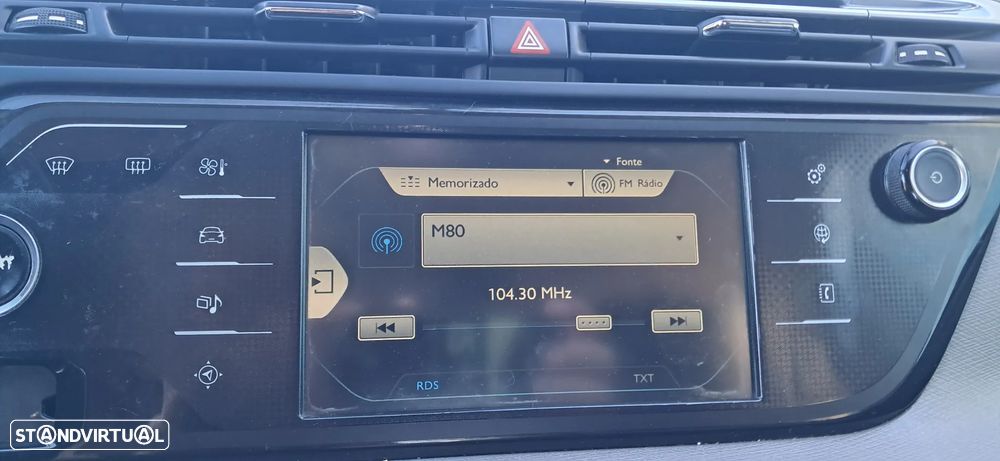 Fonte
Memorizado
FM Rádio
M80
104.30 MHz
RDS
TXT
STANDVIRTUAL